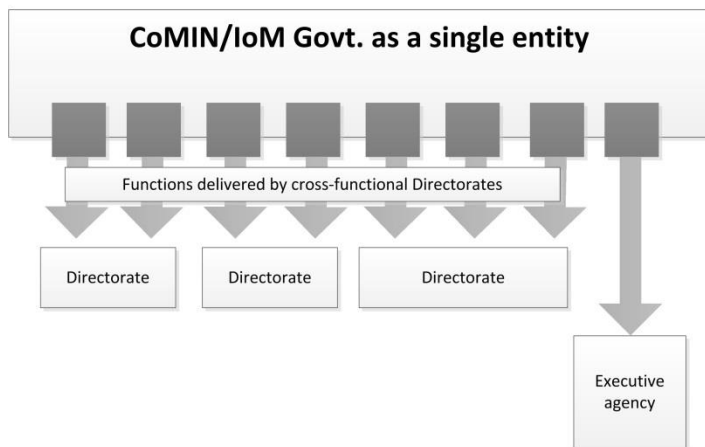 CoMIN/IoM Govt. as a single entity
Functions delivered by cross-functional Directorates
Directorate
Directorate
Directorate
Executive
agency